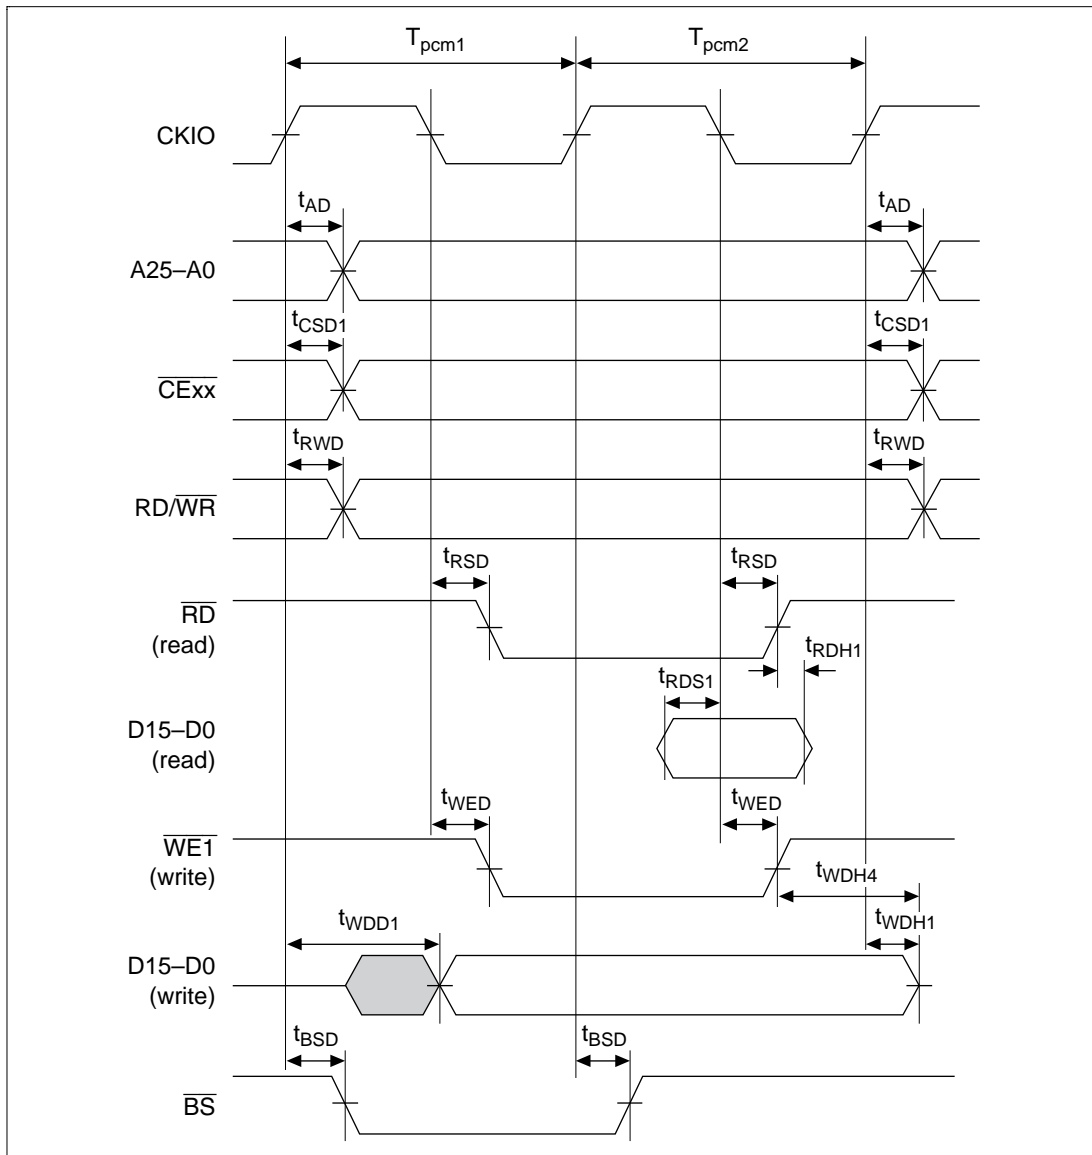 Tpcm1 Tpcm2
CKIO
tAD tAD
A25–A0
tCSD1 tCSD1
CExx
tRWD tRWD
RD/WR
tRSD tRSD
RD
(read)
tRDH1
tRDS1
D15–D0
(read)
tWED tWED
WE1
(write)
tWDH4
tWDD1 tWDH1
D15–D0
(write)
tBSD tBSD
BS